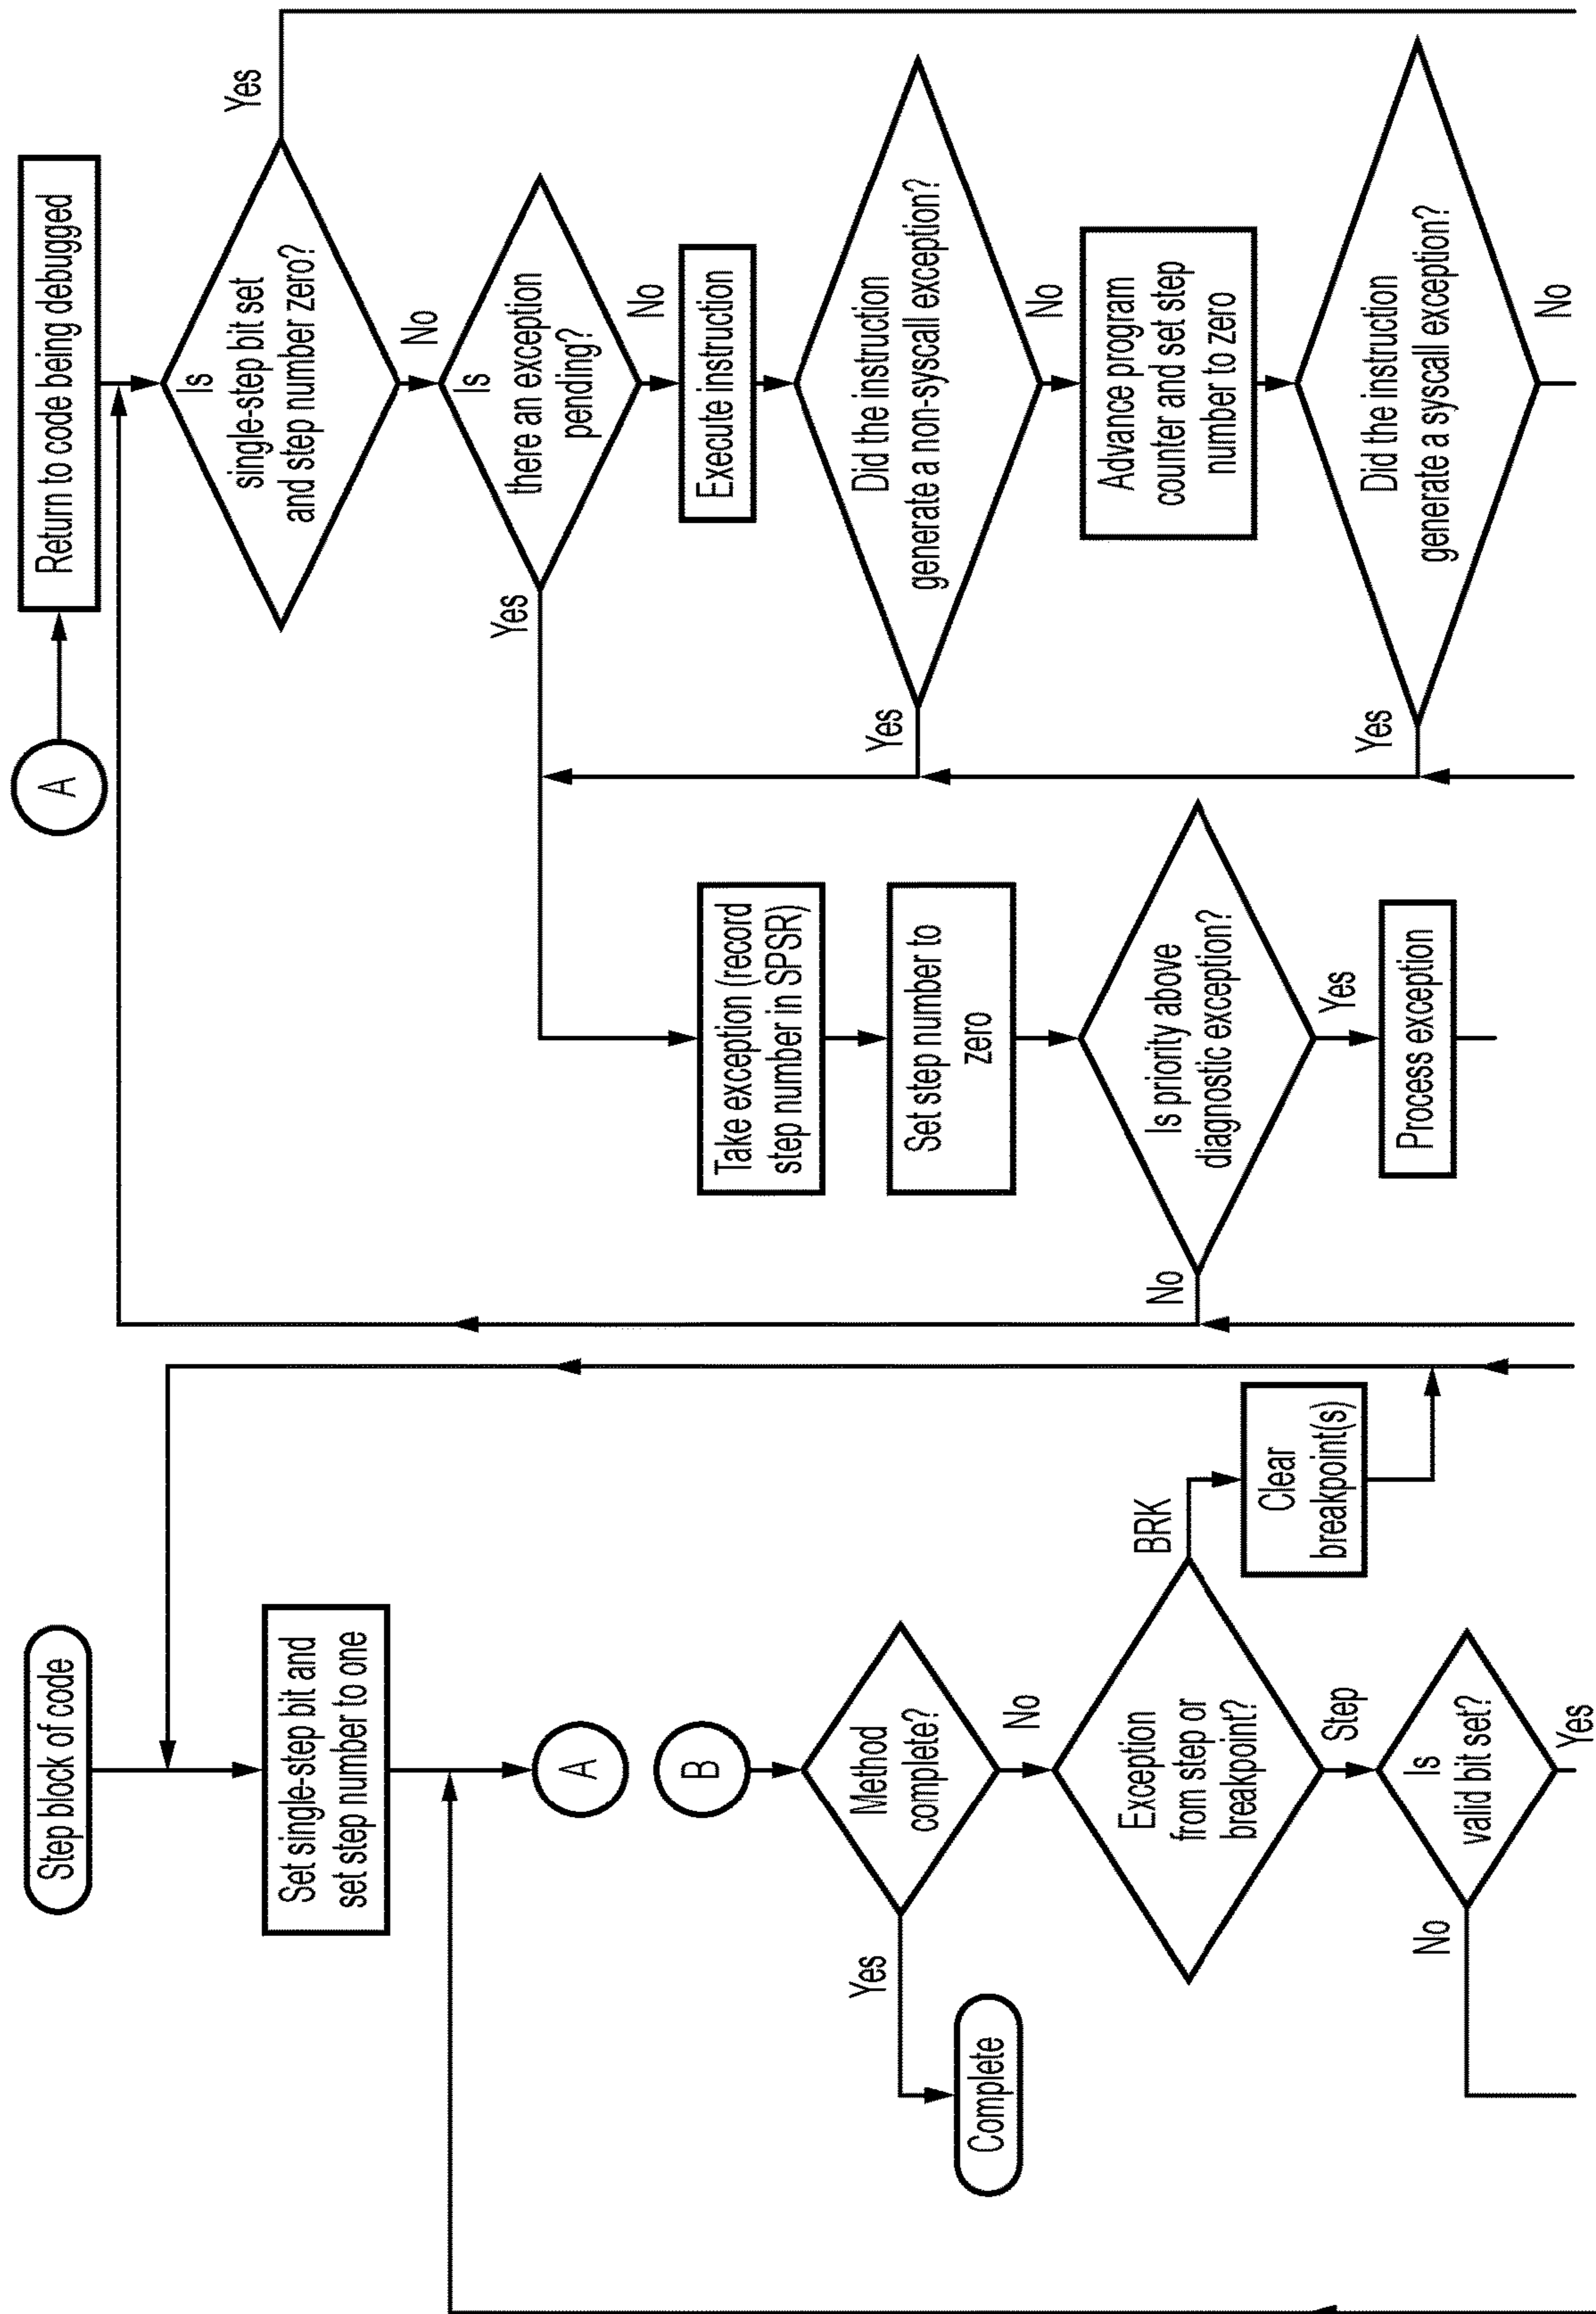 Step block of code
Set single-step bit and
set step number to one
A
B
Method
complete?
Yes
No
Complete
Exception
from step or
breakpoint?
BRK
Step
Clear
breakpoint(s)
Is
valid bit set?
No
Yes
A
Return to code being debugged
Is
single-step bit set
and step number zero?
Yes
No
Is
there an exception
pending?
Yes
No
Execute instruction
Did the instruction
generate a non-syscall exception?
Yes
No
Advance program
counter and set step
number to zero
Did the instruction
generate a syscall exception?
Yes
No
Take exception (record
step number in SPSR)
Set step number to
zero
Is priority above
diagnostic exception?
No
Yes
Process exception